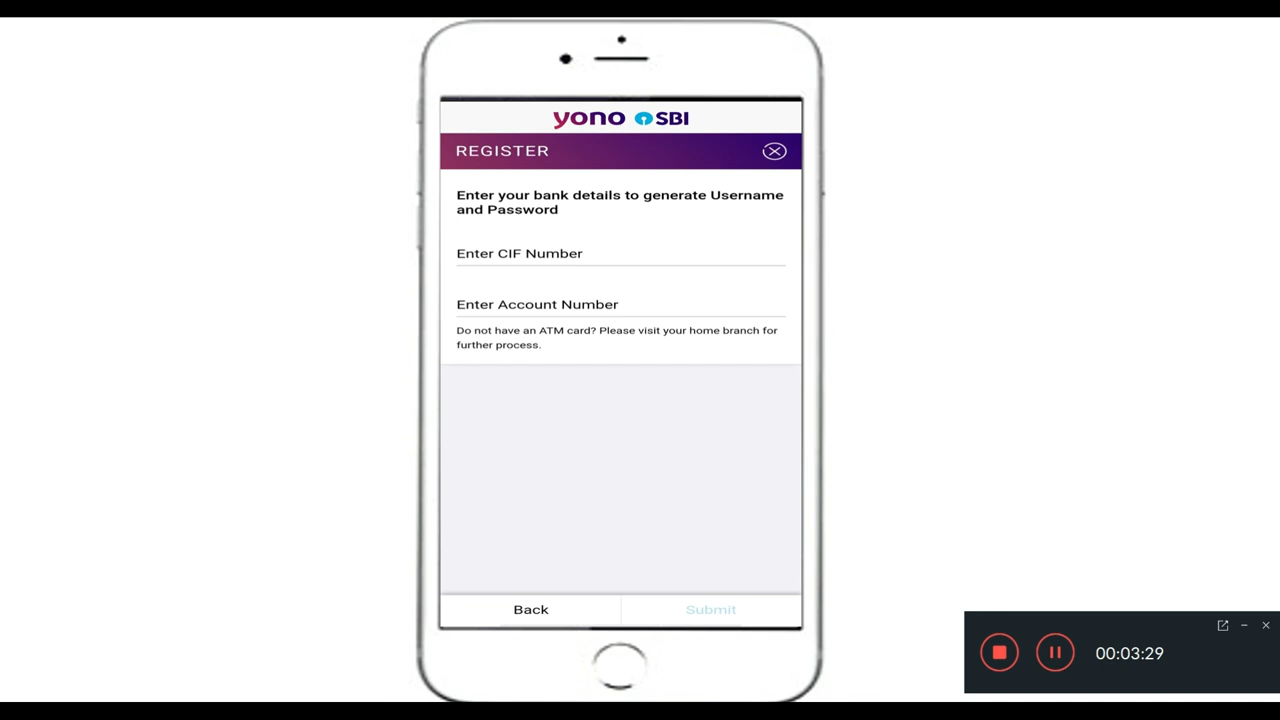 yono SBI
REGISTER
Enter your bank details to generate Username
and Password
Enter CIF Number
Enter Account Number
Do not have an ATM card? Please visit your home branch for
further process.
Back
Submit
00:03:29